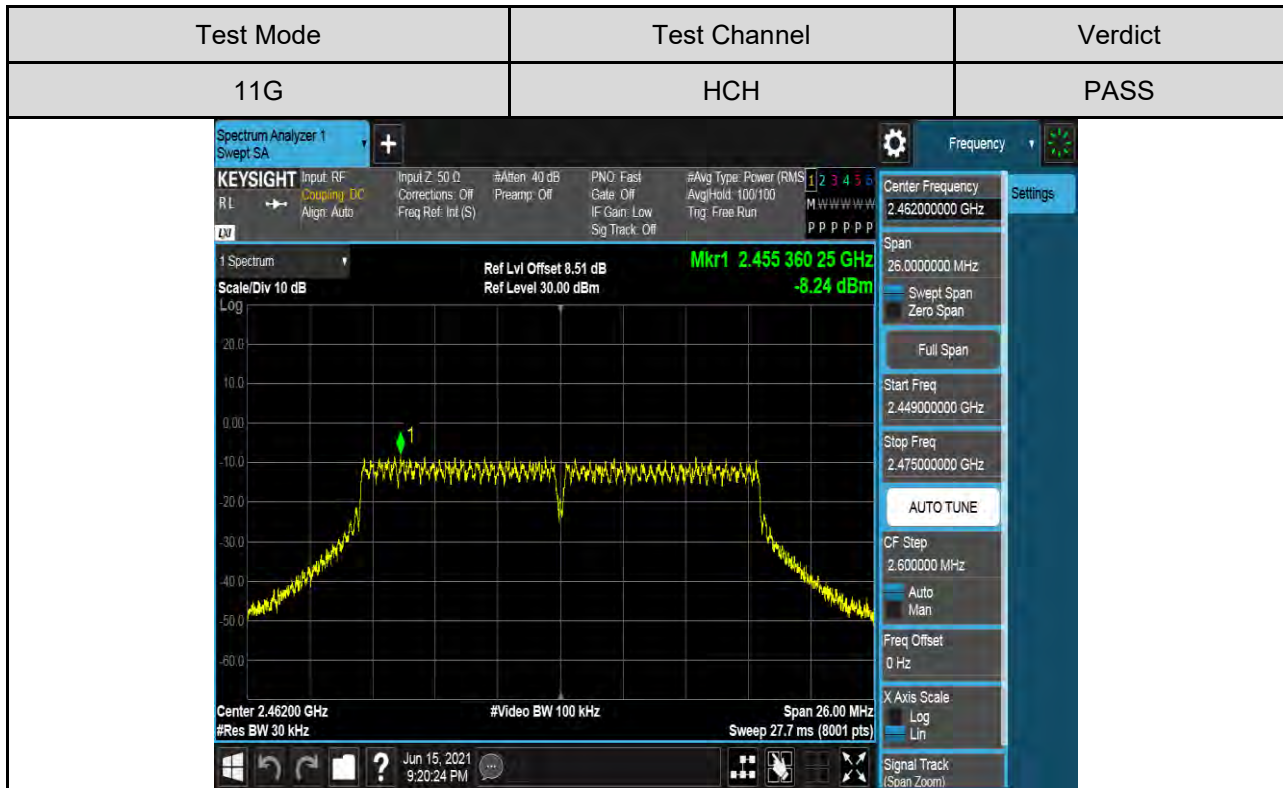 Test Mode Test Channel Verdict
11G HCH PASS
Spectrum Analyzer 1
Swept SA
+
Frequency
KEYSIGHT
RL
LXI
Input: RF
Coupling: DC
Align: Auto
Input Z: 50 Ω
Corrections: Off
Freq Ref: Int (S)
#Atten: 40 dB
Preamp: Off
PNO: Fast
Gate: Off
IF Gain: Low
Sig Track: Off
#Avg Type: Power (RMS
Avg|Hold: 100/100
Trig: Free Run
1 2 3 4 5 6
M W W W W W
P P P P P P
1 Spectrum
Scale/Div 10 dB
Ref Lvl Offset 8.51 dB
Ref Level 30.00 dBm
Mkr1 2.455 360 25 GHz
-8.24 dBm
Log
20.0
10.0
0.00
-10.0
-20.0
-30.0
-40.0
-50.0
-60.0
1
Center 2.46200 GHz
#Res BW 30 kHz
#Video BW 100 kHz
Span 26.00 MHz
Sweep 27.7 ms (8001 pts)
?
Jun 15, 2021
9:20:24 PM
Center Frequency
2.462000000 GHz
Settings
Span
26.0000000 MHz
Swept Span
Zero Span
Full Span
Start Freq
2.449000000 GHz
Stop Freq
2.475000000 GHz
AUTO TUNE
CF Step
2.600000 MHz
Auto
Man
Freq Offset
0 Hz
X Axis Scale
Log
Lin
Signal Track
(Span Zoom)